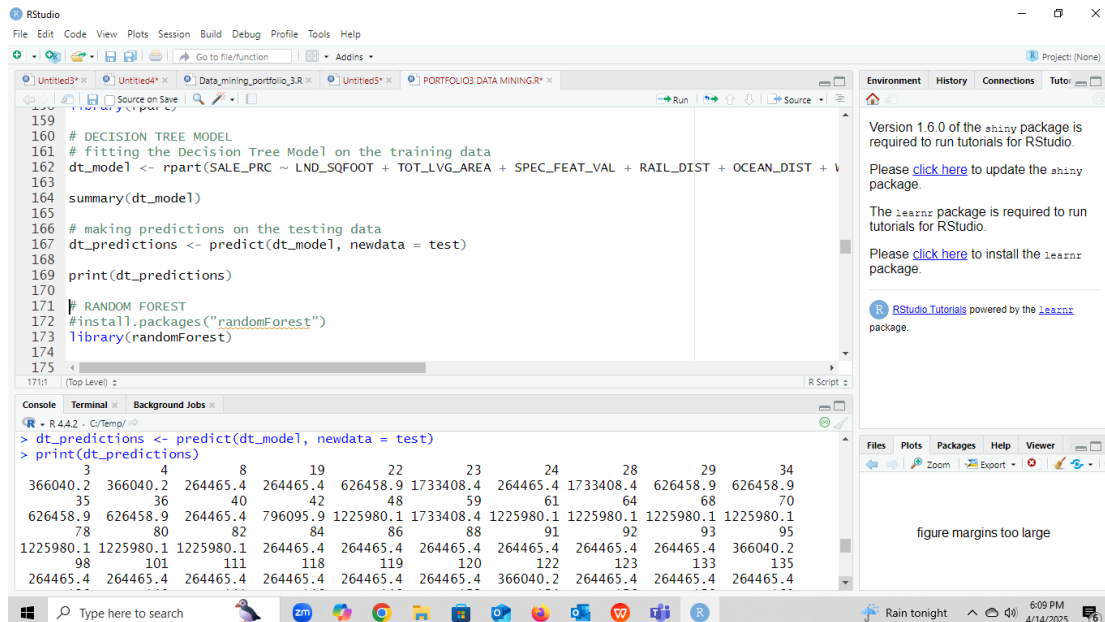 RStudio
File Edit Code View Plots Session Build Debug Profile Tools Help
Go to file/function
Addins
Project: (None)
Untitled3*
Untitled4*
Data_mining_portfolio_3.R
Untitled5*
PORTFOLIO3 DATA MINING.R*
Source on Save
Run
Source
159
160 # DECISION TREE MODEL
161 # fitting the Decision Tree Model on the training data
162 dt_model <- rpart(SALE_PRC ~ LND_SQFOOT + TOT_LVG_AREA + SPEC_FEAT_VAL + RAIL_DIST + OCEAN_DIST +
163
164 summary(dt_model)
165
166 # making predictions on the testing data
167 dt_predictions <- predict(dt_model, newdata = test)
168
169 print(dt_predictions)
170
171 # RANDOM FOREST
172 #install.packages("randomForest")
173 library(randomForest)
174
175
171:1 (Top Level) R Script
Console Terminal Background Jobs
R 4.4.2 · C:/Temp/
> dt_predictions <- predict(dt_model, newdata = test)
> print(dt_predictions)
3 4 8 19 22 23 24 28 29 34
366040.2 366040.2 264465.4 264465.4 626458.9 1733408.4 264465.4 1733408.4 626458.9 626458.9
35 36 40 42 48 59 61 64 68 70
626458.9 626458.9 264465.4 796095.9 1225980.1 1733408.4 1225980.1 1225980.1 1225980.1 1225980.1
78 80 82 84 86 88 91 92 93 95
1225980.1 1225980.1 1225980.1 264465.4 264465.4 264465.4 264465.4 264465.4 264465.4 366040.2
98 101 111 118 119 120 122 123 133 135
264465.4 264465.4 264465.4 264465.4 264465.4 264465.4 366040.2 264465.4 264465.4 264465.4
Environment History Connections
Version 1.6.0 of the shiny package is
required to run tutorials for RStudio.
Please click here to update the shiny
package.
The learnr package is required to run
tutorials for RStudio.
Please click here to install the learnr
package.
R RStudio Tutorials powered by the learnr
package.
Files Plots Packages Help Viewer
Zoom Export
figure margins too large
Type here to search
zm
Rain tonight
6:09 PM
4/14/2025